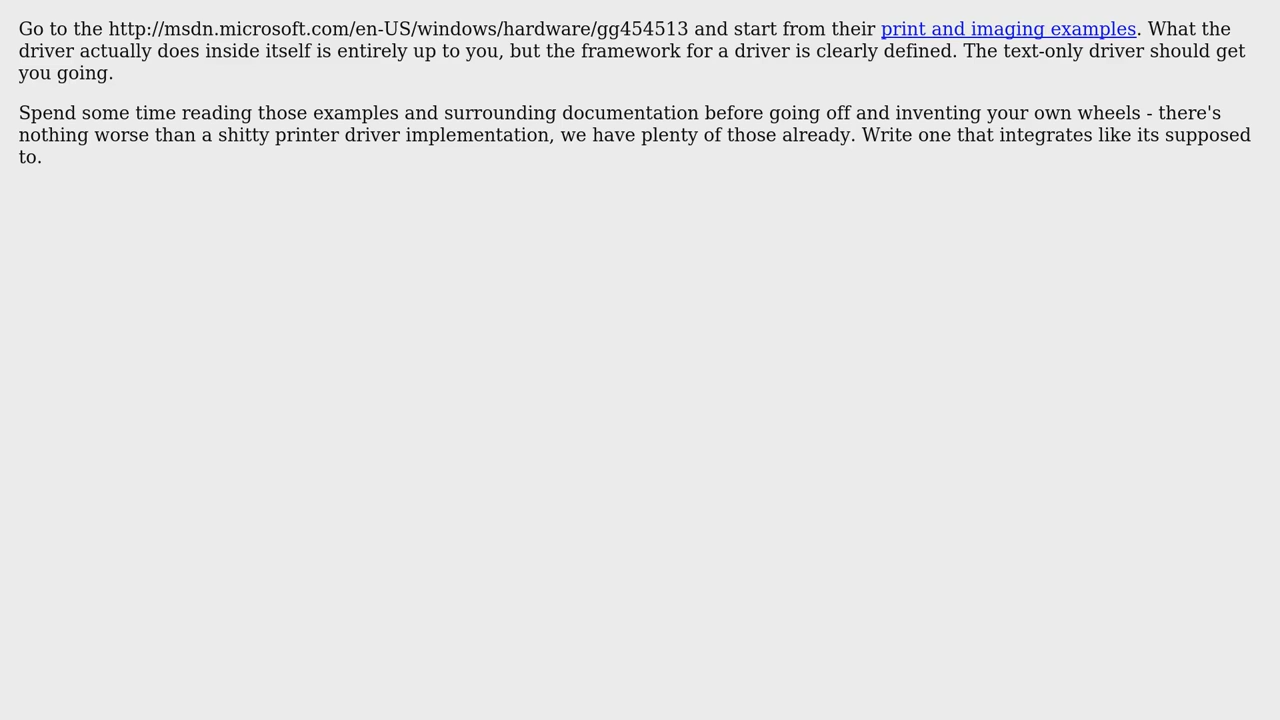 Go to the http://msdn.microsoft.com/en-US/windows/hardware/gg454513 and start from their print and imaging examples. What the
driver actually does inside itself is entirely up to you, but the framework for a driver is clearly defined. The text-only driver should get
you going.
Spend some time reading those examples and surrounding documentation before going off and inventing your own wheels - there's
nothing worse than a shitty printer driver implementation, we have plenty of those already. Write one that integrates like its supposed
to.